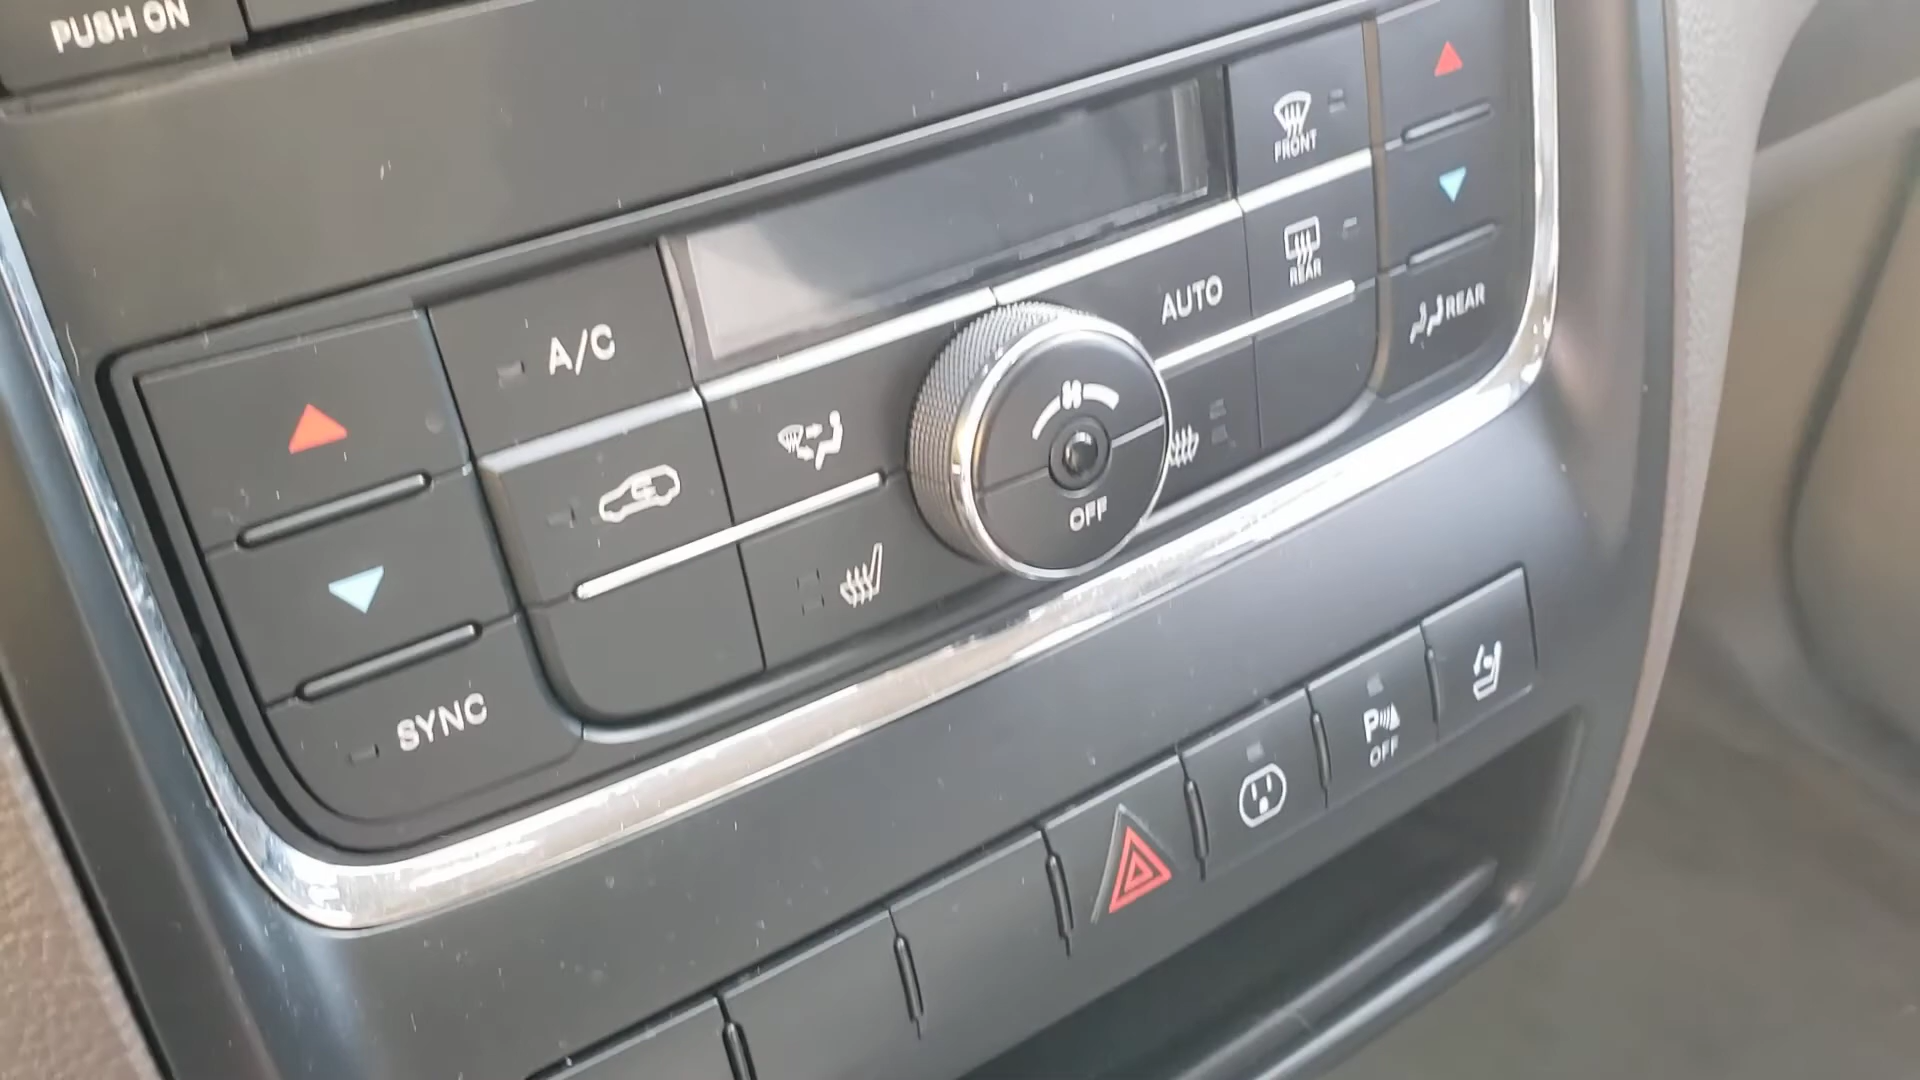 PUSH ON
FRONT
A/C
AUTO
REAR
REAR
OFF
SYNC
P
OFF